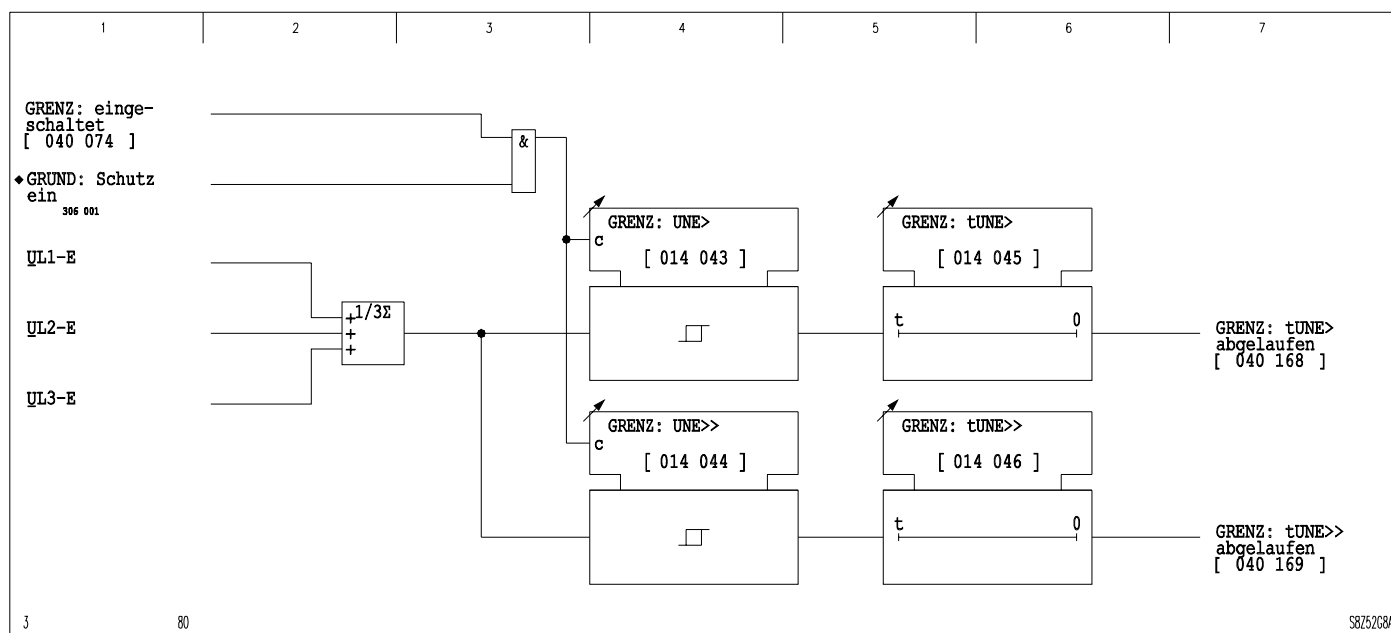 1 2 3 4 5 6 7
GRENZ: einge-
schaltet
[ 040 074 ]
&
◆GRUND: Schutz
ein
306 001
GRENZ: UNE>
C
[ 014 043 ]
GRENZ: tUNE>
[ 014 045 ]
UL1-E
1/3Σ
+
UL2-E
+
+
t 0
GRENZ: tUNE>
abgelaufen
[ 040 168 ]
UL3-E
GRENZ: UNE>>
C
[ 014 044 ]
GRENZ: tUNE>>
[ 014 046 ]
t 0
GRENZ: tUNE>>
abgelaufen
[ 040 169 ]
3 80 S8Z52G8A